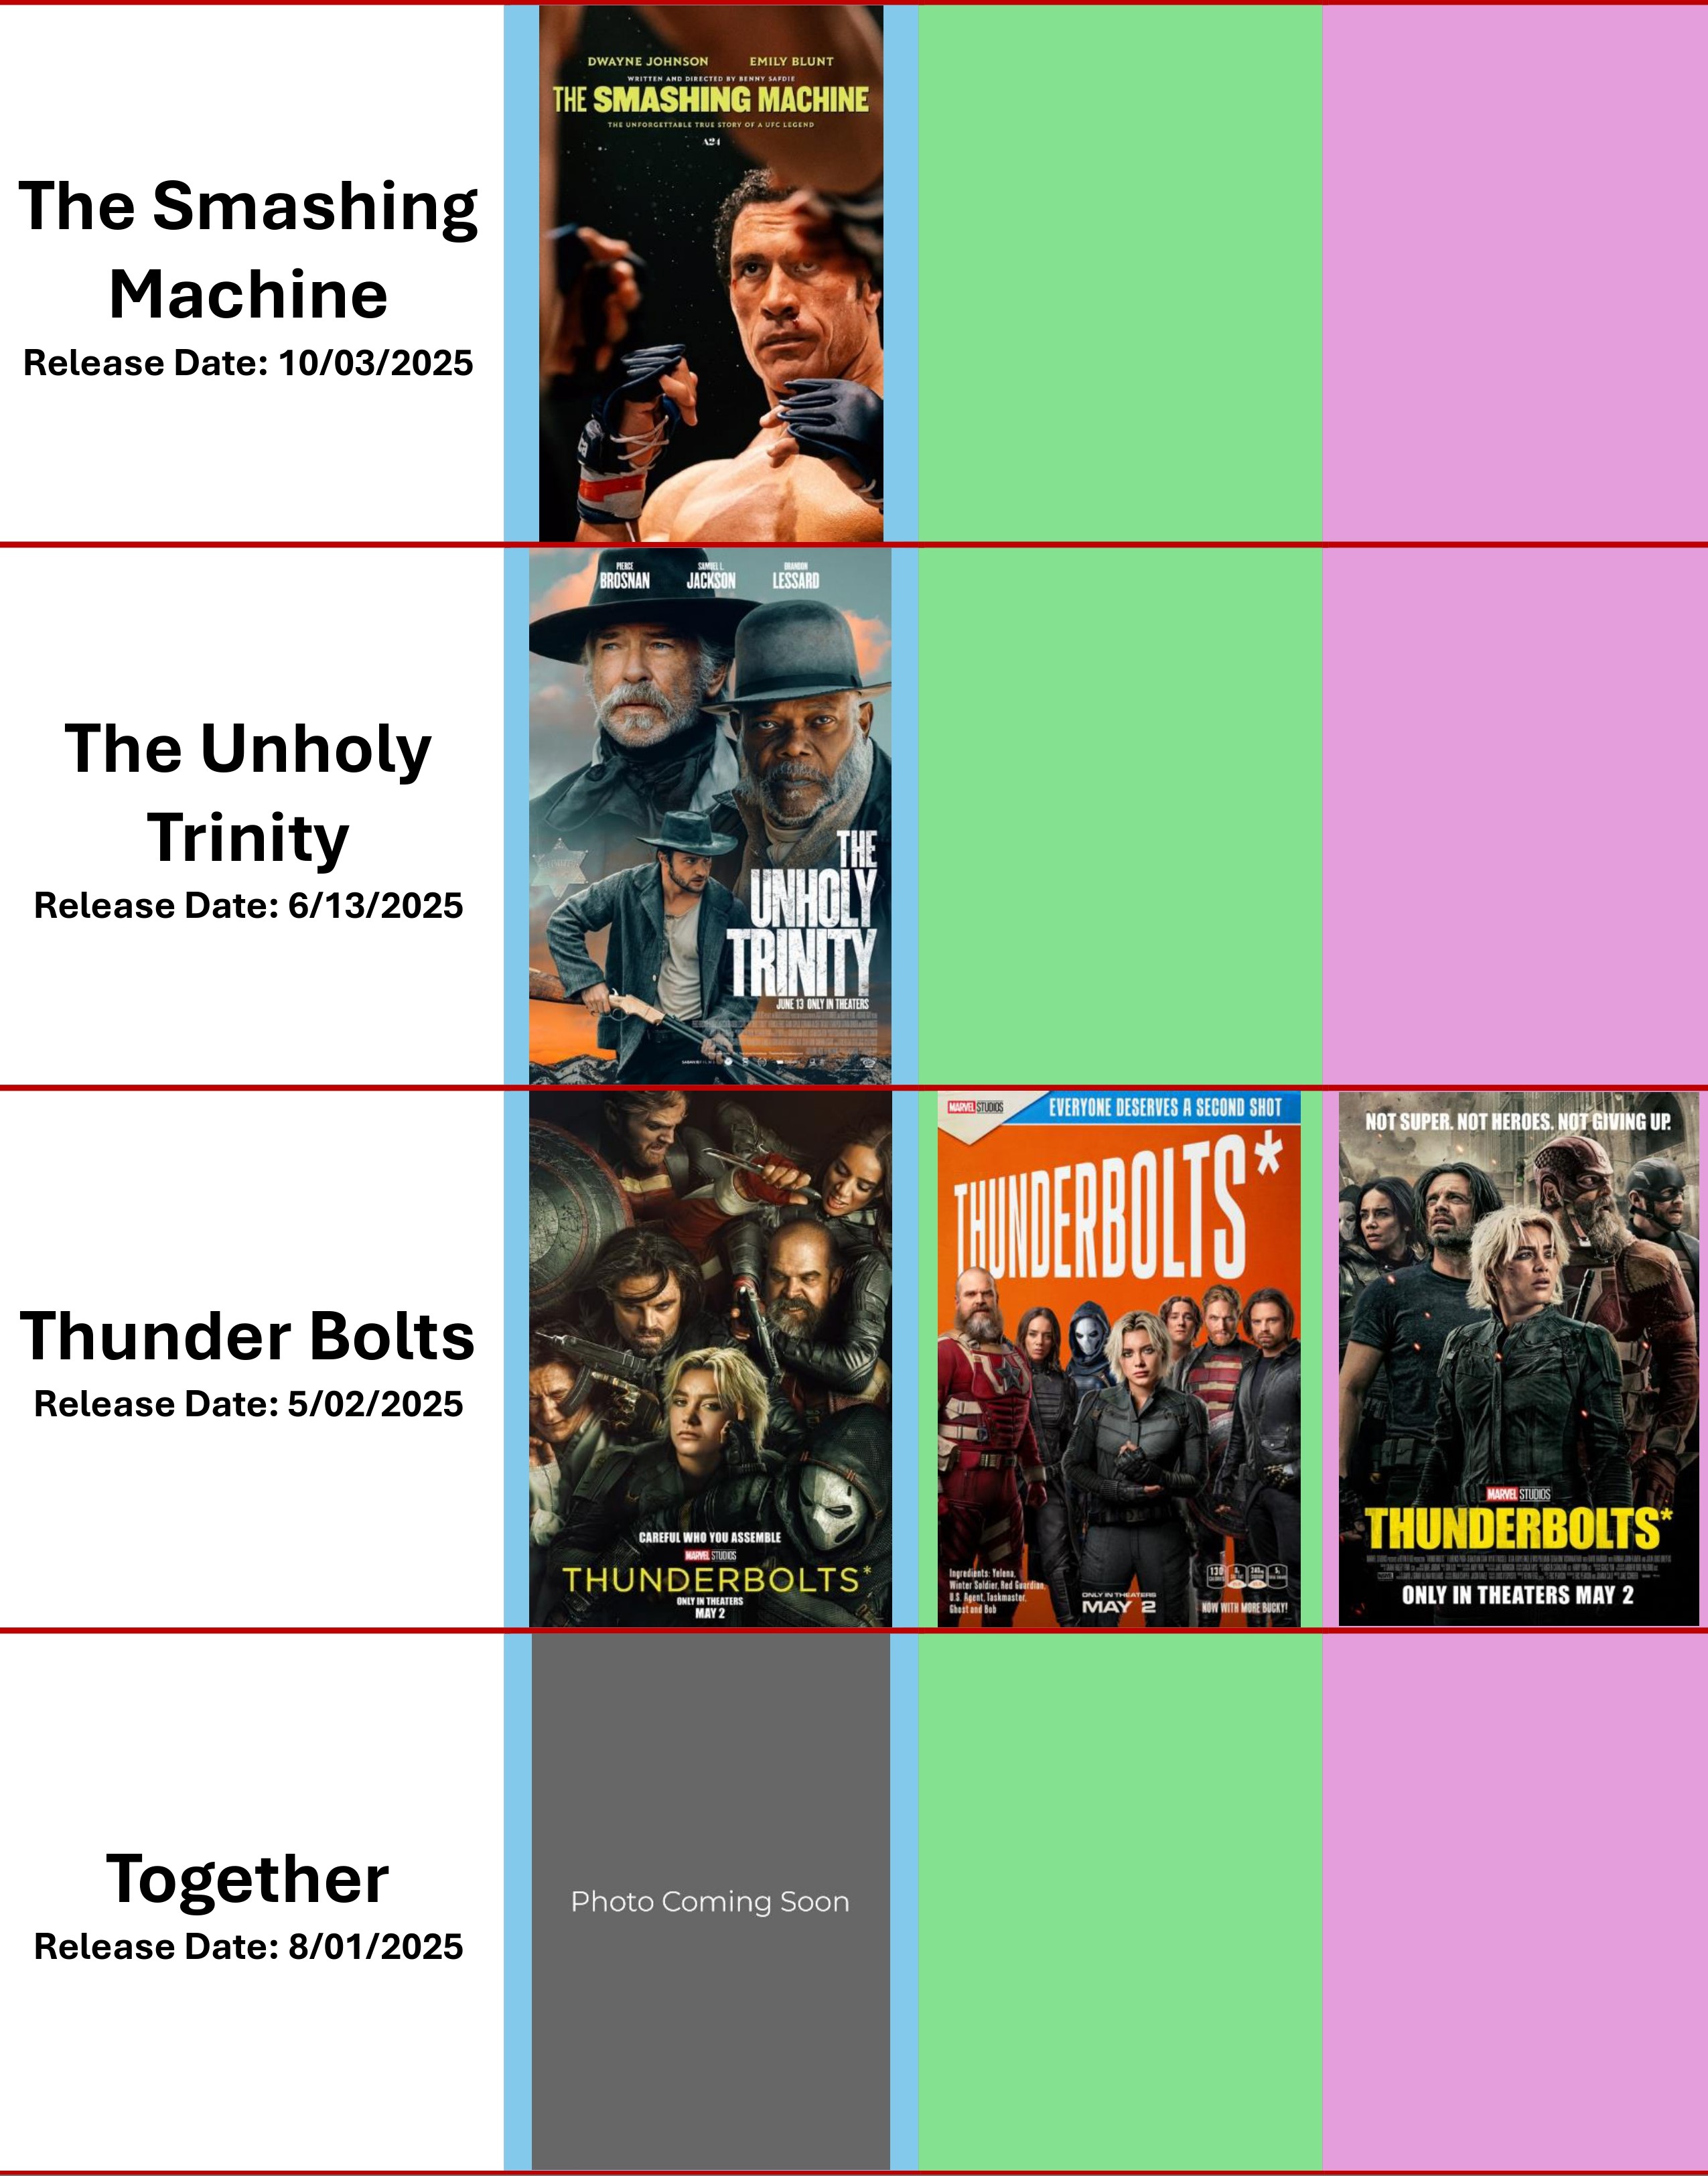 The Smashing
Machine
Release Date: 10/03/2025
DWAYNE JOHNSON EMILY BLUNT
WRITTEN AND DIRECTED BY BENNY SAFDIE
THE SMASHING MACHINE
THE UNFORGETTABLE TRUE STORY OF A UFC LEGEND
A24
The Unholy
Trinity
Release Date: 6/13/2025
PIERCE BROSNAN
SAMUEL L. JACKSON
BRANDON LESSARD
THE
UNHOLY
TRINITY
JUNE 13 ONLY IN THEATERS
Thunder Bolts
Release Date: 5/02/2025
CAREFUL WHO YOU ASSEMBLE
MARVEL STUDIOS
THUNDERBOLTS*
ONLY IN THEATERS
MAY 2
MARVEL STUDIOS
EVERYONE DESERVES A SECOND SHOT
THUNDERBOLTS*
Ingredients: Yelena,
Winter Soldier, Red Guardian,
U.S. Agent, Taskmaster,
Ghost and Bob
ONLY IN THEATERS
MAY 2
NOW WITH MORE BUCKY!
NOT SUPER. NOT HEROES. NOT GIVING UP.
MARVEL STUDIOS
THUNDERBOLTS*
ONLY IN THEATERS MAY 2
Together
Release Date: 8/01/2025
Photo Coming Soon